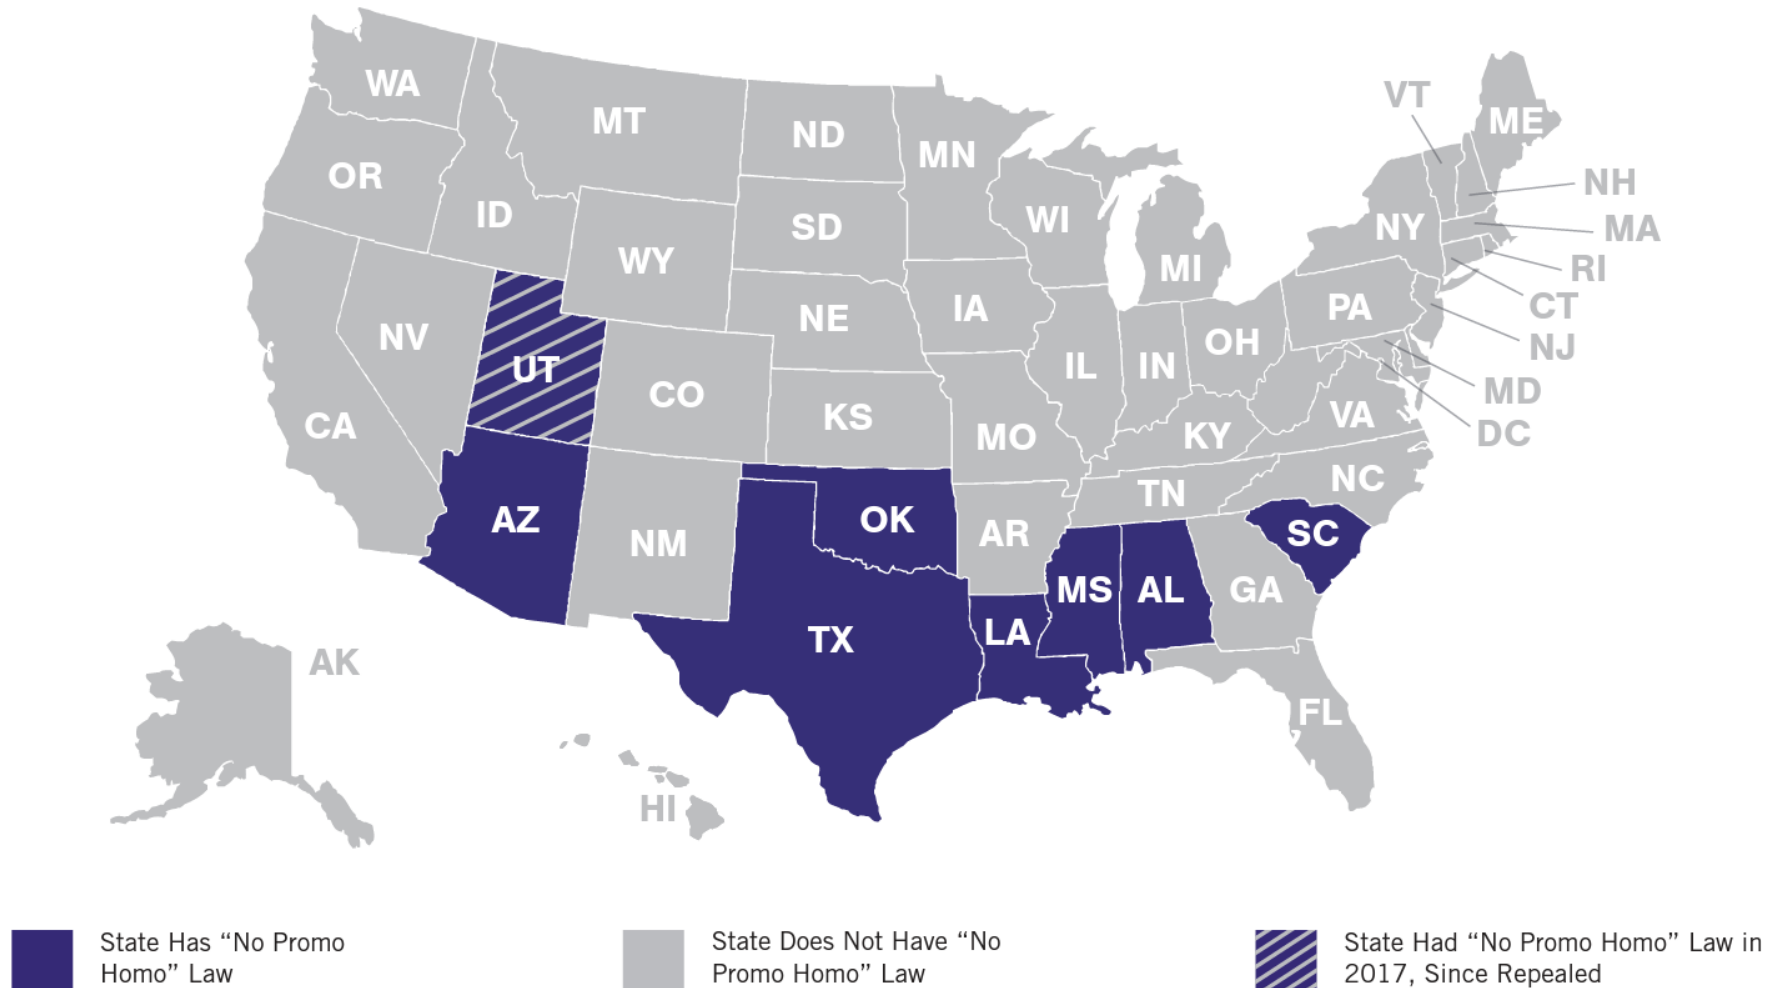 WA
MT
ND
MN
VT
ME
OR
ID
SD
WI
NH
WY
MI
NY
MA
RI
NV
UT
NE
IA
PA
CT
NJ
CO
IL
IN
OH
MD
CA
KS
MO
KY
VA
DC
AZ
NM
OK
AR
TN
NC
TX
LA
MS
AL
GA
SC
AK
HI
FL
State Has “No Promo
Homo” Law
State Does Not Have “No
Promo Homo” Law
State Had “No Promo Homo” Law in
2017, Since Repealed